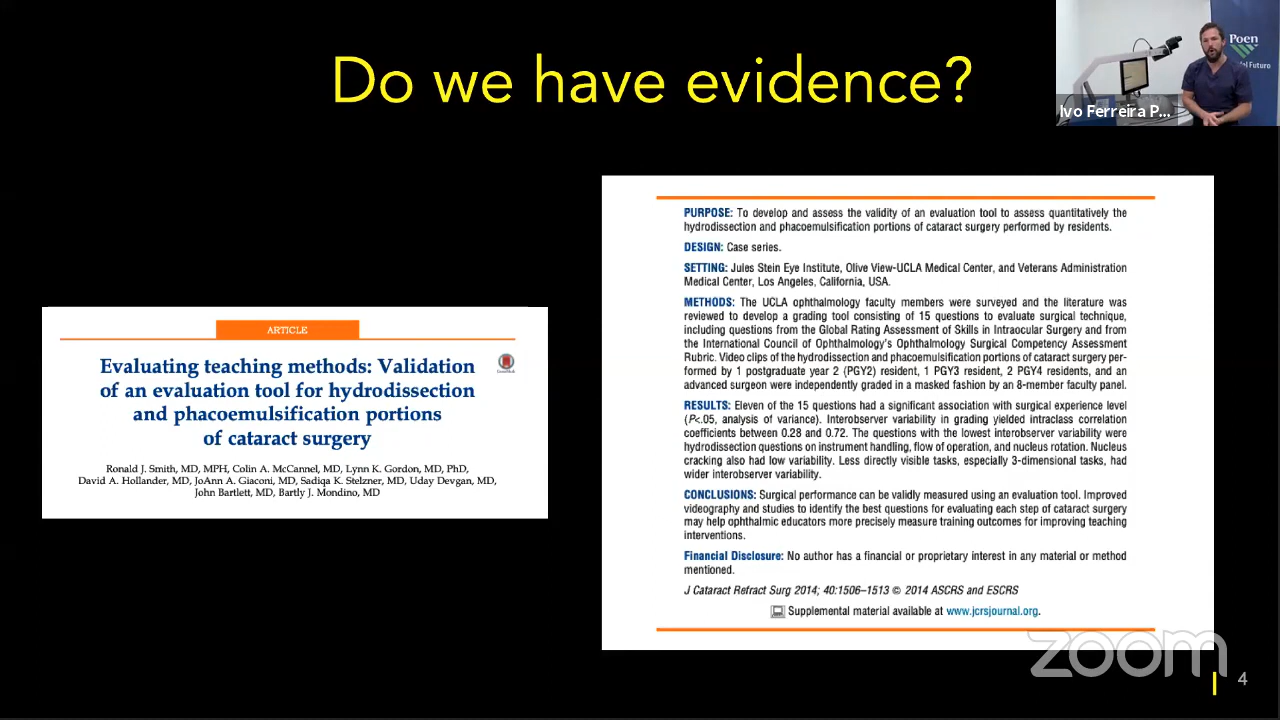 Do we have evidence?
Poen
al Futuro
Ivo Ferreira P...
ARTICLE
Evaluating teaching methods: Validation
of an evaluation tool for hydrodissection
and phacoemulsification portions
of cataract surgery
Ronald J. Smith, MD, MPH, Colin A. McCannel, MD, Lynn K. Gordon, MD, PhD,
David A. Hollander, MD, JoAnn A. Giaconi, MD, Sadiqa K. Stelzner, MD, Uday Devgan, MD,
John Bartlett, MD, Bartly J. Mondino, MD
PURPOSE: To develop and assess the validity of an evaluation tool to assess quantitatively the
hydrodissection and phacoemulsification portions of cataract surgery performed by residents.
DESIGN: Case series.
SETTING: Jules Stein Eye Institute, Olive View-UCLA Medical Center, and Veterans Administration
Medical Center, Los Angeles, California, USA.
METHODS: The UCLA ophthalmology faculty members were surveyed and the literature was
reviewed to develop a grading tool consisting of 15 questions to evaluate surgical technique,
including questions from the Global Rating Assessment of Skills in Intraocular Surgery and from
the International Council of Ophthalmology's Ophthalmology Surgical Competency Assessment
Rubric. Video clips of the hydrodissection and phacoemulsification portions of cataract surgery per-
formed by 1 postgraduate year 2 (PGY2) resident, 1 PGY3 resident, 2 PGY4 residents, and an
advanced surgeon were independently graded in a masked fashion by an 8-member faculty panel.
RESULTS: Eleven of the 15 questions had a significant association with surgical experience level
(P<.05, analysis of variance). Interobserver variability in grading yielded intraclass correlation
coefficients between 0.28 and 0.72. The questions with the lowest interobserver variability were
hydrodissection questions on instrument handling, flow of operation, and nucleus rotation. Nucleus
cracking also had low variability. Less directly visible tasks, especially 3-dimensional tasks, had
wider interobserver variability.
CONCLUSIONS: Surgical performance can be validly measured using an evaluation tool. Improved
videography and studies to identify the best questions for evaluating each step of cataract surgery
may help ophthalmic educators more precisely measure training outcomes for improving teaching
interventions.
Financial Disclosure: No author has a financial or proprietary interest in any material or method
mentioned.
J Cataract Refract Surg 2014; 40:1506–1513 © 2014 ASCRS and ESCRS
Supplemental material available at www.jcrsjournal.org.
zoom
4